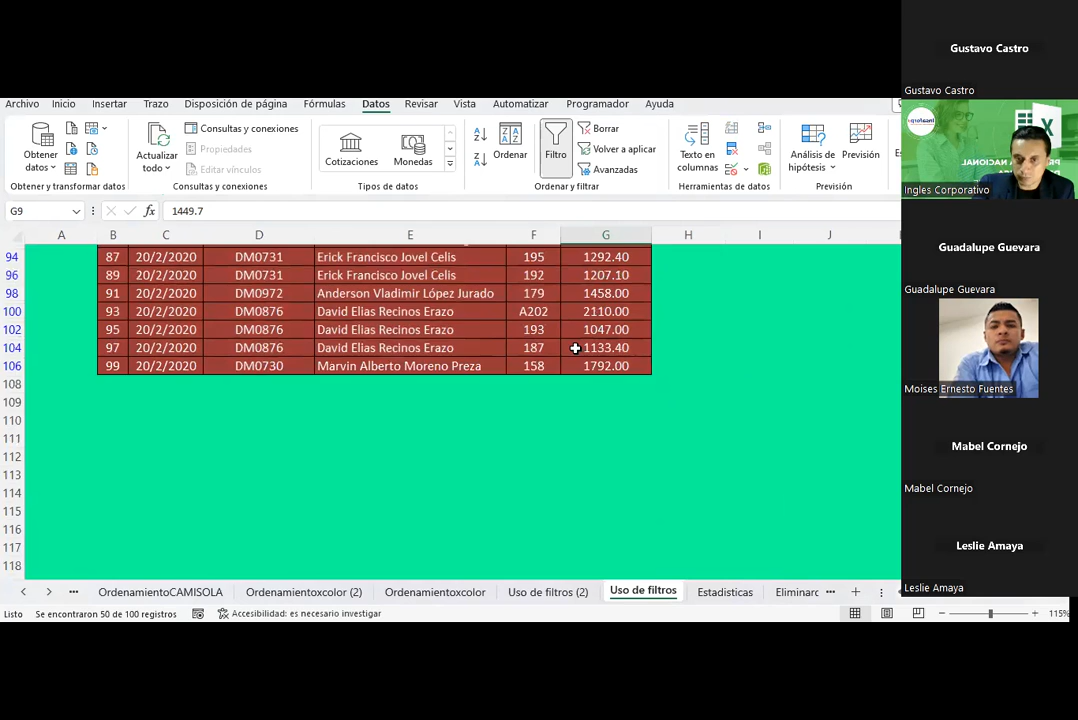 Archivo Inicio Insertar Trazo Disposición de página Fórmulas Datos Revisar Vista Automatizar Programador Ayuda
Obtener datos
Obtener y transformar datos
Actualizar todo
Consultas y conexiones
Propiedades
Editar vínculos
Consultas y conexiones
Cotizaciones
Monedas
Tipos de datos
Ordenar
Filtro
Borrar
Volver a aplicar
Avanzadas
Ordenar y filtrar
Texto en columnas
Herramientas de datos
Análisis de hipótesis
Previsión
Previsión
G9 fx 1449.7
A B C D E F G H I J
94 87 20/2/2020 DM0731 Erick Francisco Jovel Celis 195 1292.40
96 89 20/2/2020 DM0731 Erick Francisco Jovel Celis 192 1207.10
98 91 20/2/2020 DM0972 Anderson Vladimir López Jurado 179 1458.00
100 93 20/2/2020 DM0876 David Elias Recinos Erazo A202 2110.00
102 95 20/2/2020 DM0876 David Elias Recinos Erazo 193 1047.00
104 97 20/2/2020 DM0876 David Elias Recinos Erazo 187 1133.40
106 99 20/2/2020 DM0730 Marvin Alberto Moreno Preza 158 1792.00
108
109
110
111
112
113
114
115
116
117
118
OrdenamientoCAMISOLA Ordenamientoxcolor (2) Ordenamientoxcolor Uso de filtros (2) Uso de filtros Estadisticas Eliminarc
Listo Se encontraron 50 de 100 registros Accesibilidad: es necesario investigar 115%
Gustavo Castro
Gustavo Castro
Ingles Corporativo
Guadalupe Guevara
Guadalupe Guevara
Moises Ernesto Fuentes
Mabel Cornejo
Mabel Cornejo
Leslie Amaya
Leslie Amaya